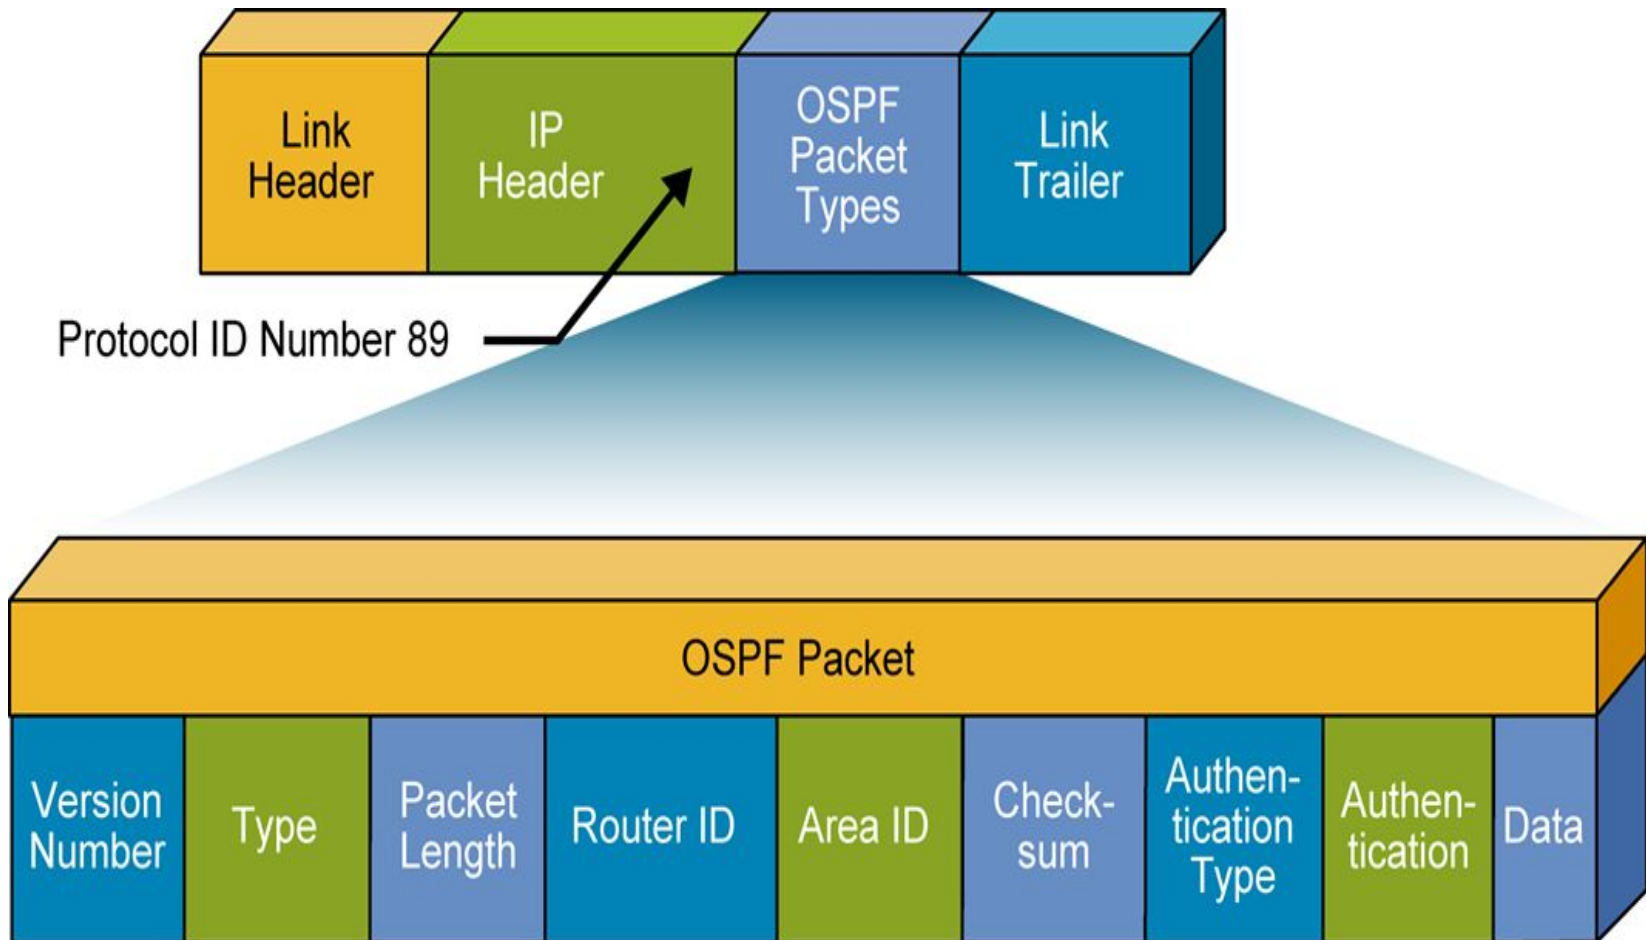 Link
Header
IP
Header
OSPF
Packet
Types
Link
Trailer
Protocol ID Number 89
OSPF Packet
Version
Number
Type
Packet
Length
Router ID
Area ID
Check-
sum
Authen-
tication
Type
Authen-
tication
Data